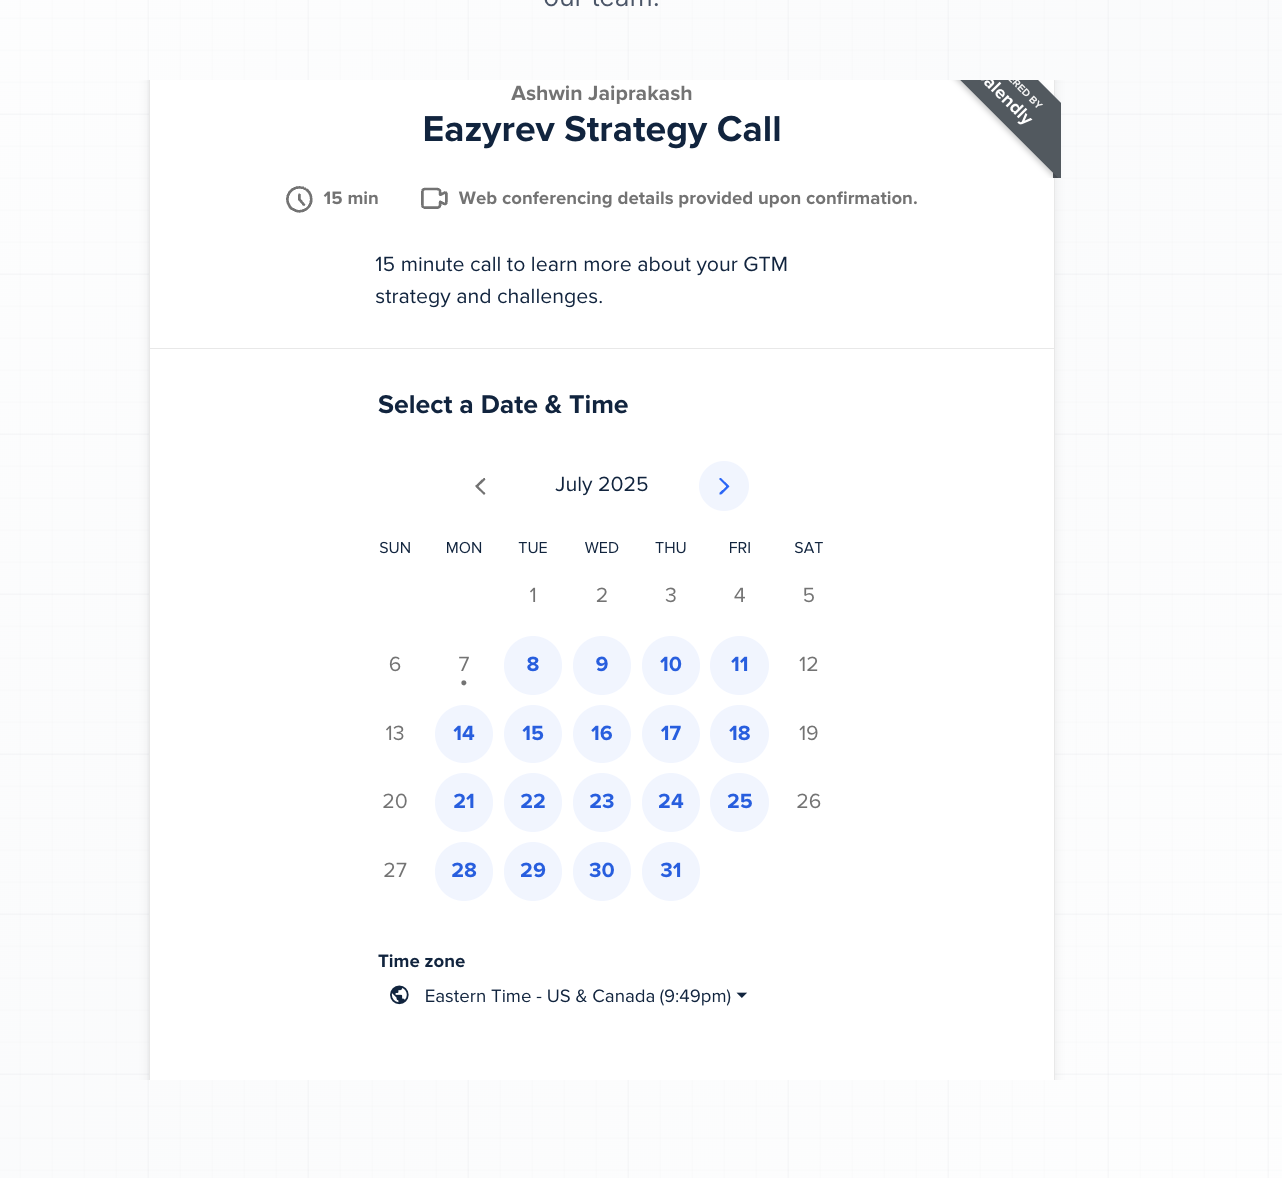 our team.
Ashwin Jaiprakash
Eazyrev Strategy Call
15 min
Web conferencing details provided upon confirmation.
15 minute call to learn more about your GTM
strategy and challenges.
Select a Date & Time
July 2025
SUN MON TUE WED THU FRI SAT
1 2 3 4 5
6 7 8 9 10 11 12
13 14 15 16 17 18 19
20 21 22 23 24 25 26
27 28 29 30 31
Time zone
Eastern Time - US & Canada (9:49pm)